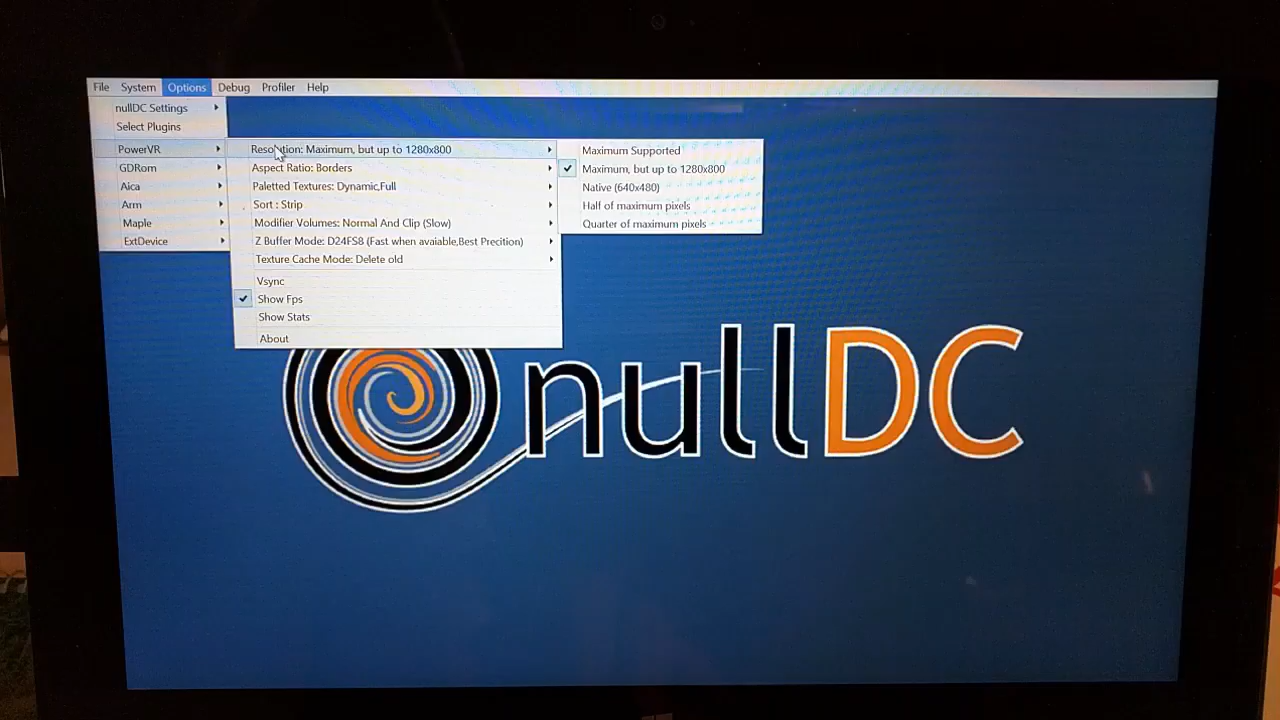 File System Options Debug Profiler Help
nullDC Settings
Select Plugins
PowerVR
GDRom
Aica
Arm
Maple
ExtDevice
Resolution: Maximum, but up to 1280x800
Aspect Ratio: Borders
Paletted Textures: Dynamic,Full
Sort : Strip
Modifier Volumes: Normal And Clip (Slow)
Z Buffer Mode: D24FS8 (Fast when avaiable,Best Precition)
Texture Cache Mode: Delete old
Vsync
Show Fps
Show Stats
About
Maximum Supported
Maximum, but up to 1280x800
Native (640x480)
Half of maximum pixels
Quarter of maximum pixels
nullDC